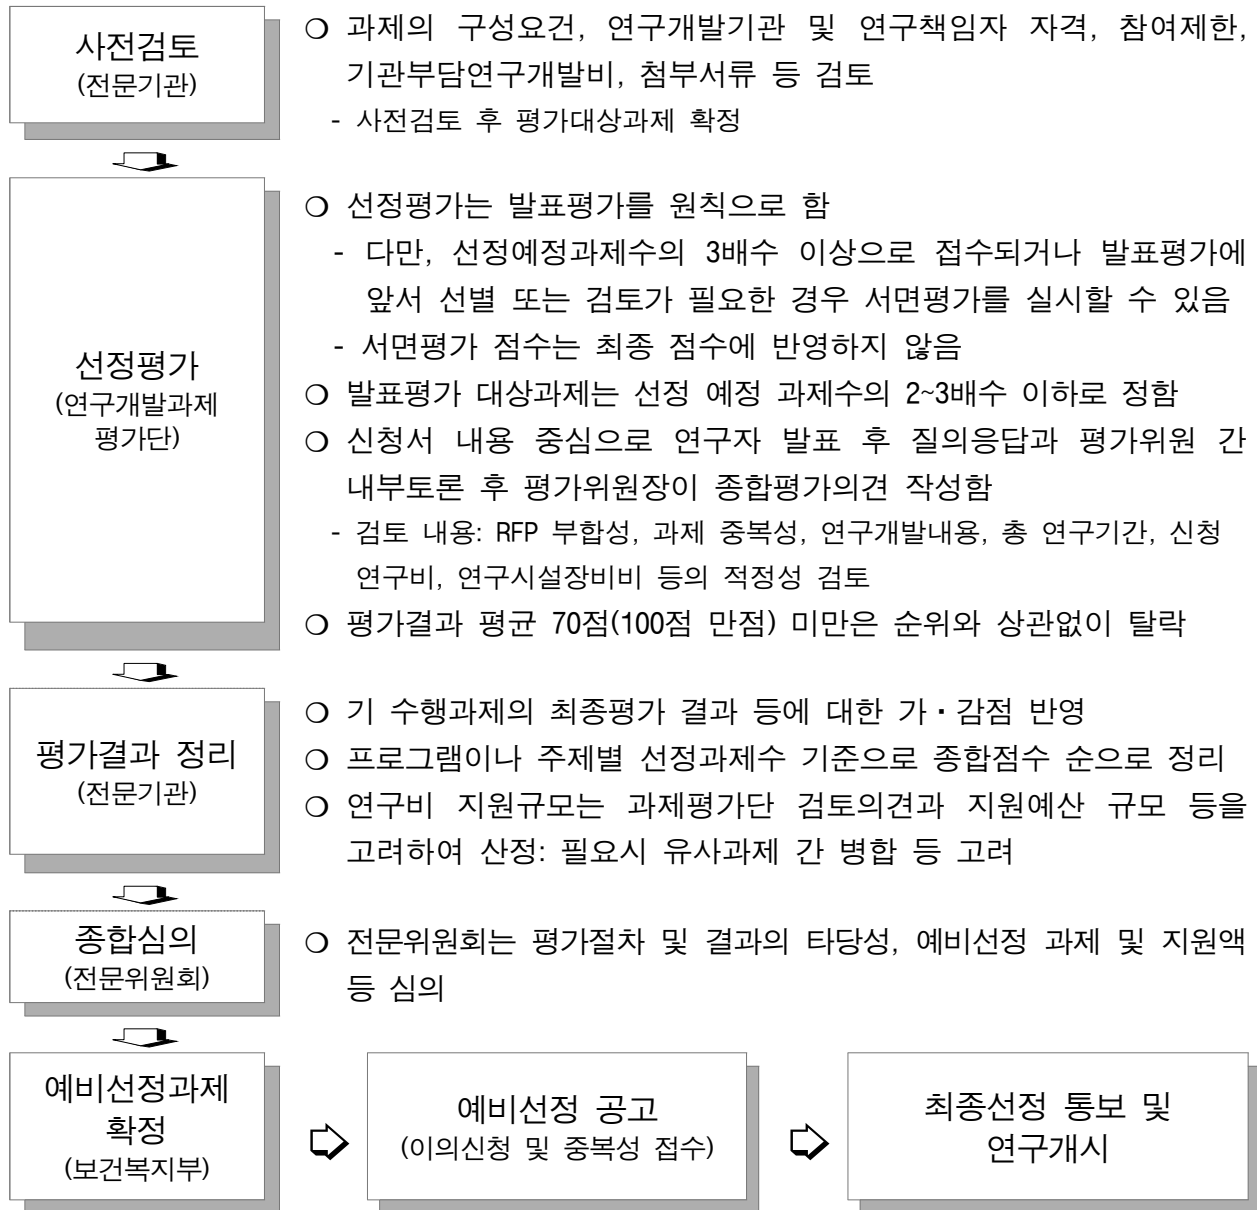 사전검토
(전문기관)
❍ 과제의 구성요건, 연구개발기관 및 연구책임자 자격, 참여제한,
기관부담연구개발비, 첨부서류 등 검토
- 사전검토 후 평가대상과제 확정
선정평가
(연구개발과제
평가단)
❍ 선정평가는 발표평가를 원칙으로 함
- 다만, 선정예정과제수의 3배수 이상으로 접수되거나 발표평가에
앞서 선별 또는 검토가 필요한 경우 서면평가를 실시할 수 있음
- 서면평가 점수는 최종 점수에 반영하지 않음
❍ 발표평가 대상과제는 선정 예정 과제수의 2~3배수 이하로 정함
❍ 신청서 내용 중심으로 연구자 발표 후 질의응답과 평가위원 간
내부토론 후 평가위원장이 종합평가의견 작성함
- 검토 내용: RFP 부합성, 과제 중복성, 연구개발내용, 총 연구기간, 신청
연구비, 연구시설장비비 등의 적정성 검토
❍ 평가결과 평균 70점(100점 만점) 미만은 순위와 상관없이 탈락
평가결과 정리
(전문기관)
❍ 기 수행과제의 최종평가 결과 등에 대한 가·감점 반영
❍ 프로그램이나 주제별 선정과제수 기준으로 종합점수 순으로 정리
❍ 연구비 지원규모는 과제평가단 검토의견과 지원예산 규모 등을
고려하여 산정: 필요시 유사과제 간 병합 등 고려
종합심의
(전문위원회)
❍ 전문위원회는 평가절차 및 결과의 타당성, 예비선정 과제 및 지원액
등 심의
예비선정과제
확정
(보건복지부)
예비선정 공고
(이의신청 및 중복성 접수)
최종선정 통보 및
연구개시